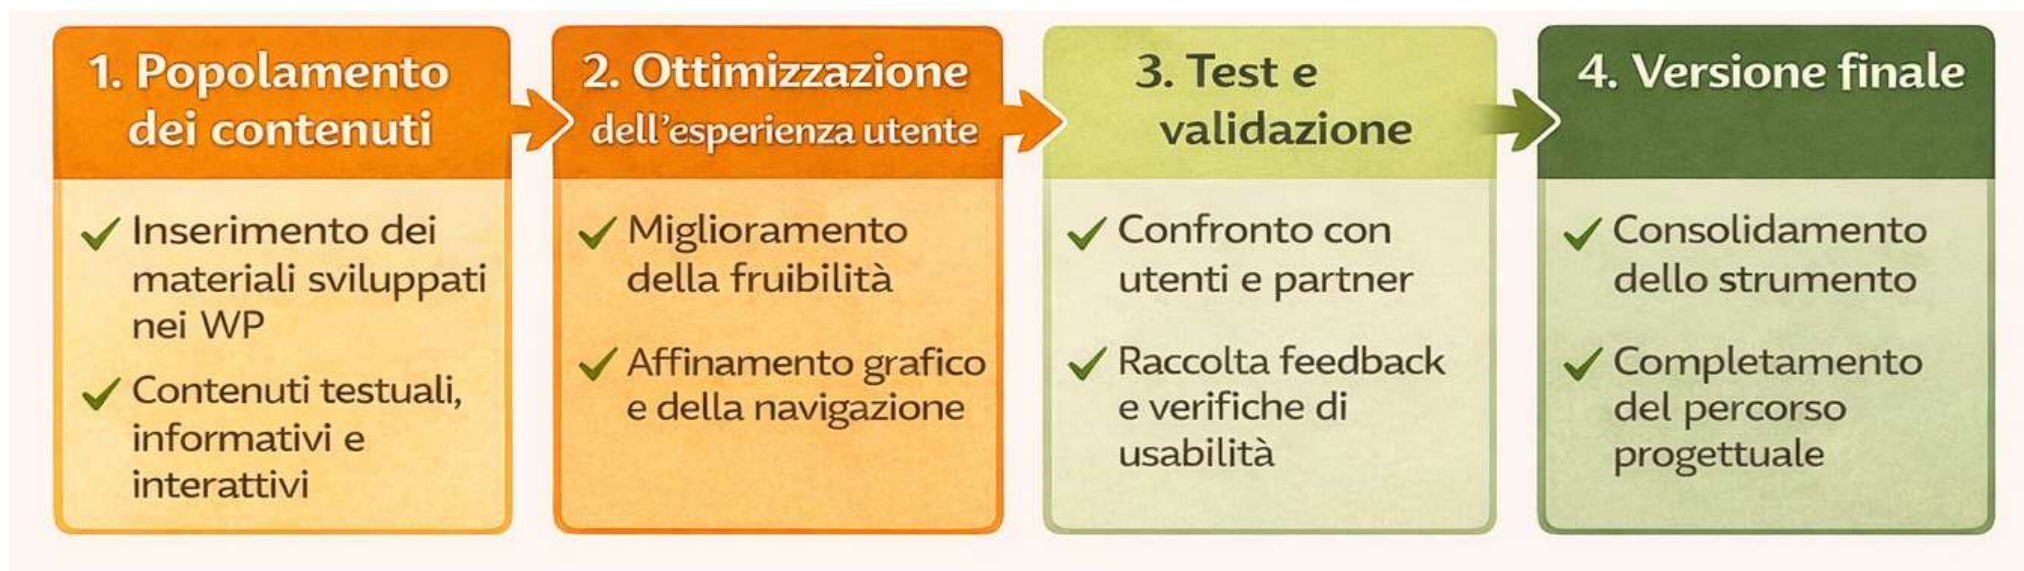 1. Popolamento
dei contenuti
Inserimento dei
materiali sviluppati
nei WP
Contenuti testuali,
informativi e
interattivi
2. Ottimizzazione
dell'esperienza utente
Miglioramento
della fruibilità
Affinamento grafico
e della navigazione
3. Test e
validazione
Confronto con
utenti e partner
Raccolta feedback
e verifiche di
usabilità
4. Versione finale
Consolidamento
dello strumento
Completamento
del percorso
progettuale